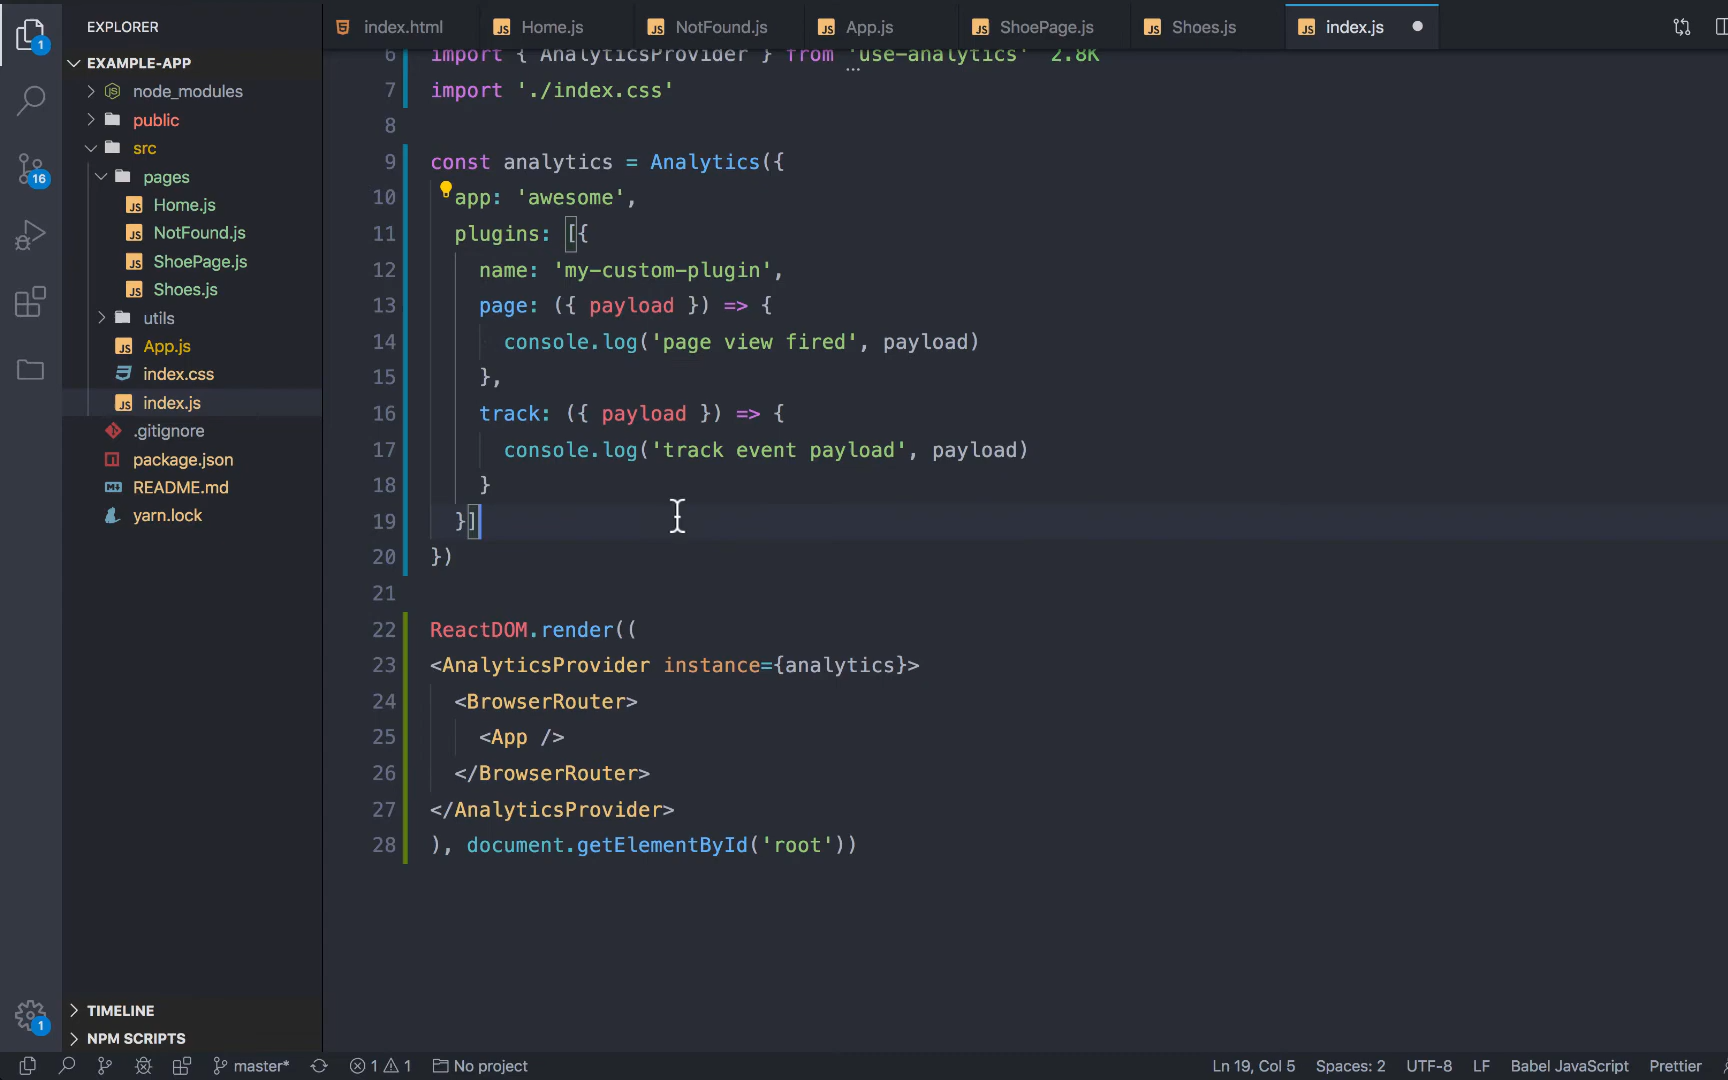 EXPLORER
index.html
Home.js
NotFound.js
App.js
ShoePage.js
Shoes.js
index.js
1
16
1
EXAMPLE-APP
node_modules
public
src
pages
Home.js
NotFound.js
ShoePage.js
Shoes.js
utils
App.js
index.css
index.js
.gitignore
package.json
README.md
yarn.lock
TIMELINE
NPM SCRIPTS
6 import { AnalyticsProvider } from 'use-analytics' 2.8K
7 import './index.css'
8
9 const analytics = Analytics({
10 app: 'awesome',
11 plugins: [{
12 name: 'my-custom-plugin',
13 page: ({ payload }) => {
14 console.log('page view fired', payload)
15 },
16 track: ({ payload }) => {
17 console.log('track event payload', payload)
18 }
19 }]
20 })
21
22 ReactDOM.render((
23 <AnalyticsProvider instance={analytics}>
24 <BrowserRouter>
25 <App />
26 </BrowserRouter>
27 </AnalyticsProvider>
28 ), document.getElementById('root'))
master* 1 1 No project Ln 19, Col 5 Spaces: 2 UTF-8 LF Babel JavaScript Prettier